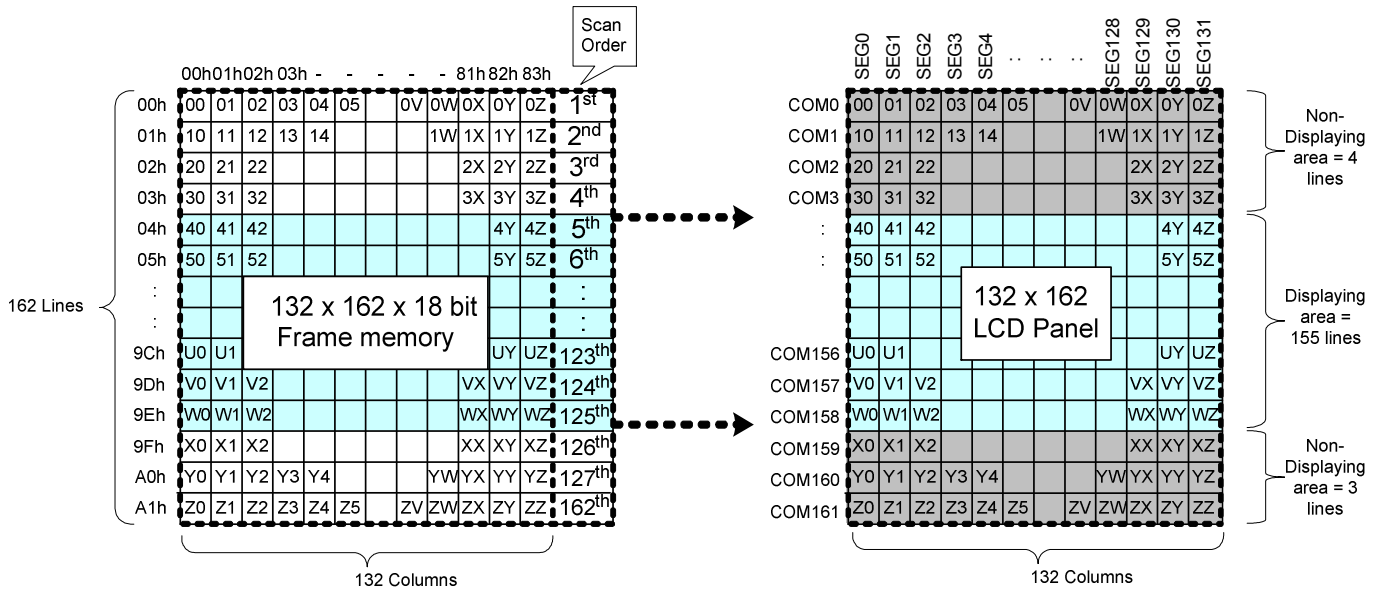 Scan
Order
00h 01h 02h 03h - - - - - 81h 82h 83h
00h 00 01 02 03 04 05 0V 0W 0X 0Y 0Z 1st
01h 10 11 12 13 14 1W 1X 1Y 1Z 2nd
02h 20 21 22 2X 2Y 2Z 3rd
03h 30 31 32 3X 3Y 3Z 4th
04h 40 41 42 4Y 4Z 5th
05h 50 51 52 5Y 5Z 6th
: :
: :
9Ch U0 U1 UY UZ 123th
9Dh V0 V1 V2 VX VY VZ 124th
9Eh W0 W1 W2 WX WY WZ 125th
9Fh X0 X1 X2 XX XY XZ 126th
A0h Y0 Y1 Y2 Y3 Y4 YW YX YY YZ 127th
A1h Z0 Z1 Z2 Z3 Z4 Z5 ZV ZW ZX ZY ZZ 162th
162 Lines
132 x 162 x 18 bit
Frame memory
132 Columns
SEG0 SEG1 SEG2 SEG3 SEG4 .. .. .. SEG128 SEG129 SEG130 SEG131
COM0 00 01 02 03 04 05 0V 0W 0X 0Y 0Z
COM1 10 11 12 13 14 1W 1X 1Y 1Z
COM2 20 21 22 2X 2Y 2Z
COM3 30 31 32 3X 3Y 3Z
: 40 41 42 4Y 4Z
: 50 51 52 5Y 5Z
COM156 U0 U1 UY UZ
COM157 V0 V1 V2 VX VY VZ
COM158 W0 W1 W2 WX WY WZ
COM159 X0 X1 X2 XX XY XZ
COM160 Y0 Y1 Y2 Y3 Y4 YW YX YY YZ
COM161 Z0 Z1 Z2 Z3 Z4 Z5 ZV ZW ZX ZY ZZ
132 x 162
LCD Panel
132 Columns
Non-
Displaying
area = 4
lines
Displaying
area =
155 lines
Non-
Displaying
area = 3
lines